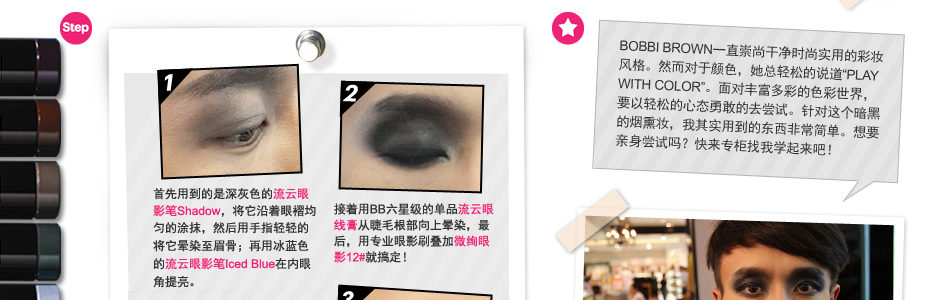 Step
1
首先用到的是深灰色的流云眼
影笔Shadow，将它沿着眼褶均
匀的涂抹，然后用手指轻轻的
将它晕染至眉骨；再用冰蓝色
的流云眼影笔Iced Blue在内眼
角提亮。
2
接着用BB六星级的单品流云眼
线膏从睫毛根部向上晕染，最
后，用专业眼影刷叠加微绚眼
影12#就搞定！
3
BOBBI BROWN一直崇尚干净时尚实用的彩妆
风格。然而对于颜色，她总轻松的说道“PLAY
WITH COLOR”。面对丰富多彩的色彩世界，
要以轻松的心态勇敢的去尝试。针对这个暗黑
的烟熏妆，我其实用到的东西非常简单。想要
亲身尝试吗？快来专柜找我学起来吧！